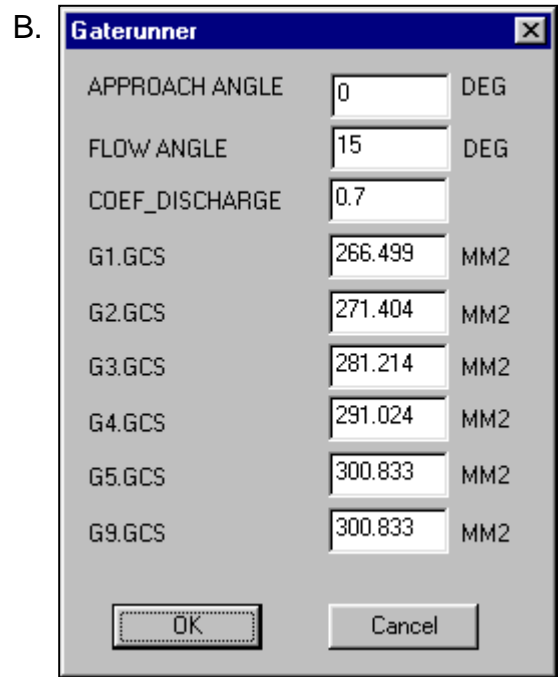 B. Gaterunner
APPROACH ANGLE 0 DEG
FLOW ANGLE 15 DEG
COEF_DISCHARGE 0.7
G1.GCS 266.499 MM2
G2.GCS 271.404 MM2
G3.GCS 281.214 MM2
G4.GCS 291.024 MM2
G5.GCS 300.833 MM2
G9.GCS 300.833 MM2
OK Cancel